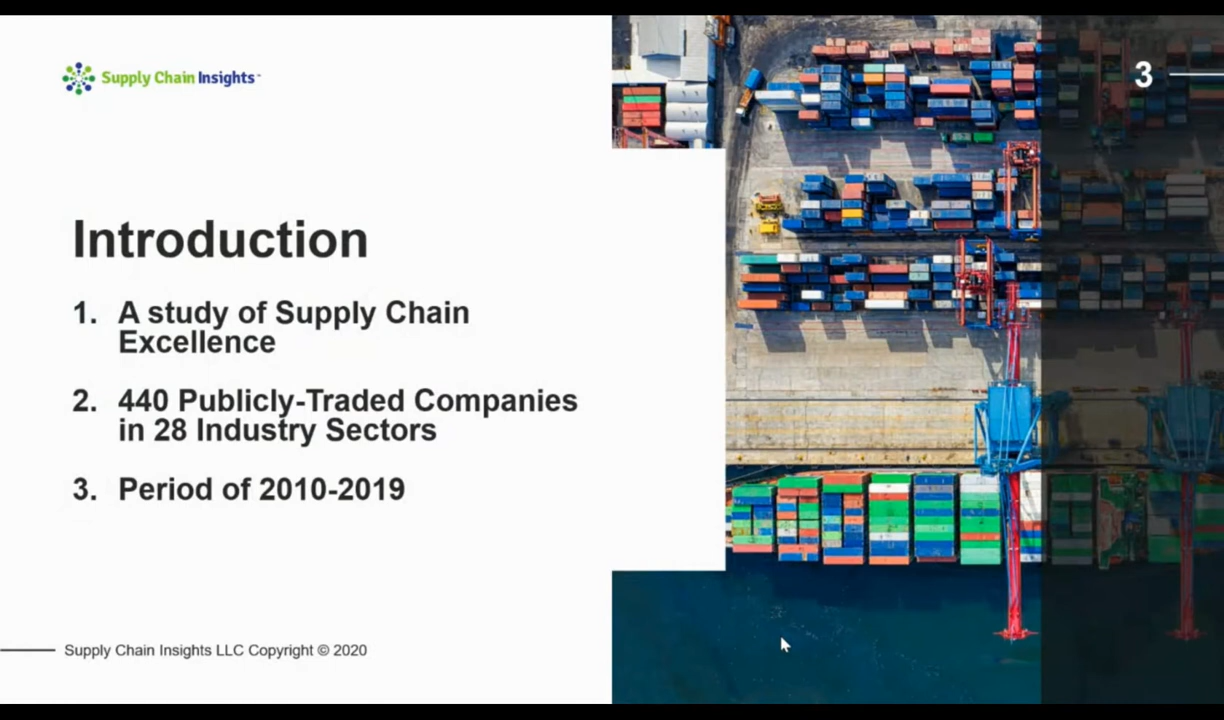 Supply Chain Insights™
3
Introduction
1. A study of Supply Chain
Excellence
2. 440 Publicly-Traded Companies
in 28 Industry Sectors
3. Period of 2010-2019
Supply Chain Insights LLC Copyright © 2020